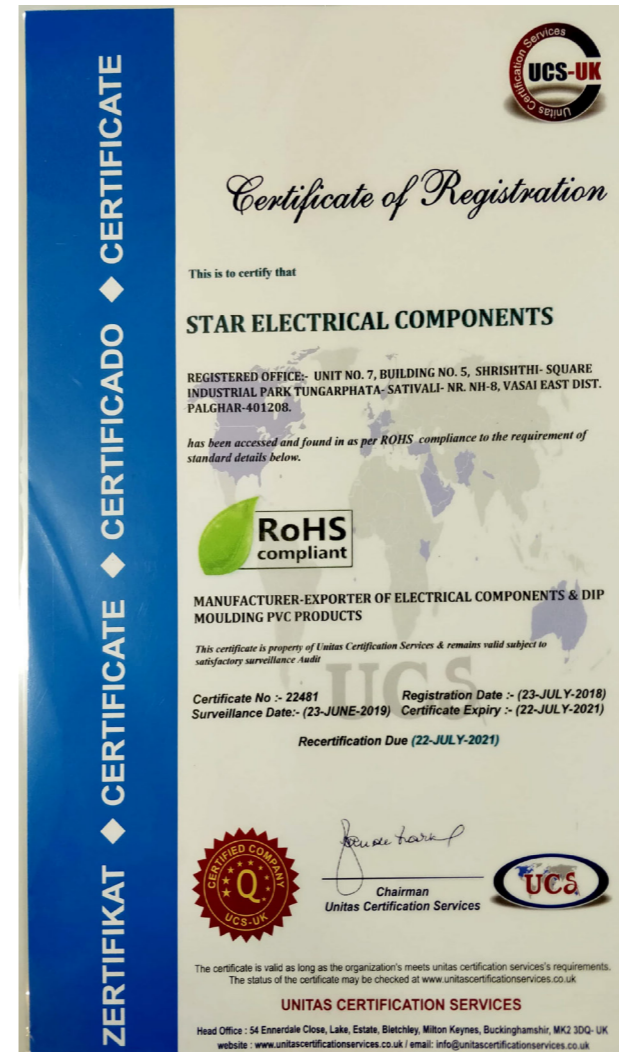 ZERTIFIKAT ◆ CERTIFICATE ◆ CERTIFICADO ◆ CERTIFICATE
Unitas Certification Services
UCS-UK
Certificate of Registration
This is to certify that
STAR ELECTRICAL COMPONENTS
REGISTERED OFFICE:- UNIT NO. 7, BUILDING NO. 5, SHRISHTHI- SQUARE
INDUSTRIAL PARK TUNGARPHATA- SATIVALI- NR. NH-8, VASAI EAST DIST.
PALGHAR-401208.
has been accessed and found in as per ROHS compliance to the requirement of
standard details below.
RoHS
compliant
MANUFACTURER-EXPORTER OF ELECTRICAL COMPONENTS & DIP
MOULDING PVC PRODUCTS
This certificate is property of Unitas Certification Services & remains valid subject to
satisfactory surveillance Audit
UCS
Certificate No :- 22481 Registration Date :- (23-JULY-2018)
Surveillance Date:- (23-JUNE-2019) Certificate Expiry :- (22-JULY-2021)
Recertification Due (22-JULY-2021)
CERTIFIED COMPANY
Q
UCS-UK
Chairman
Unitas Certification Services
UCS
The certificate is valid as long as the organization's meets unitas certification services's requirements.
The status of the certificate may be checked at www.unitascertificationservices.co.uk
UNITAS CERTIFICATION SERVICES
Head Office : 54 Ennerdale Close, Lake, Estate, Bletchley, Milton Keynes, Buckinghamshir, MK2 3DQ- UK
website : www.unitascertificationservices.co.uk / email: info@unitascertificationservices.co.uk